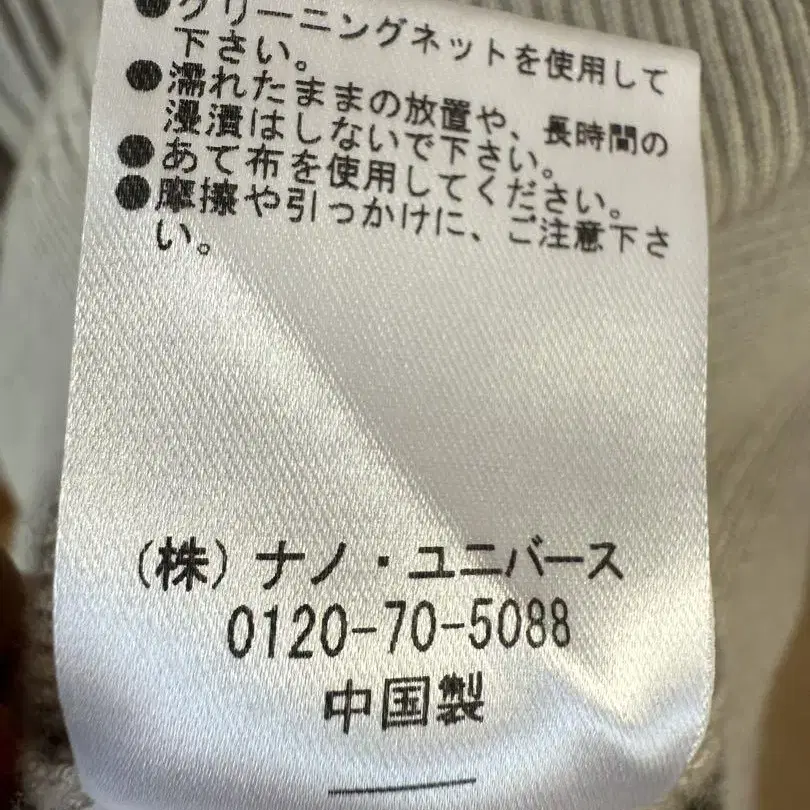 ●クリーニングネットを使用して
下さい。
●濡れたままの放置や、長時間の
浸漬はしないで下さい。
●あて布を使用してください。
●摩擦や引っかけに、ご注意下さ
い。
(株)ナノ・ユニバース
0120-70-5088
中国製